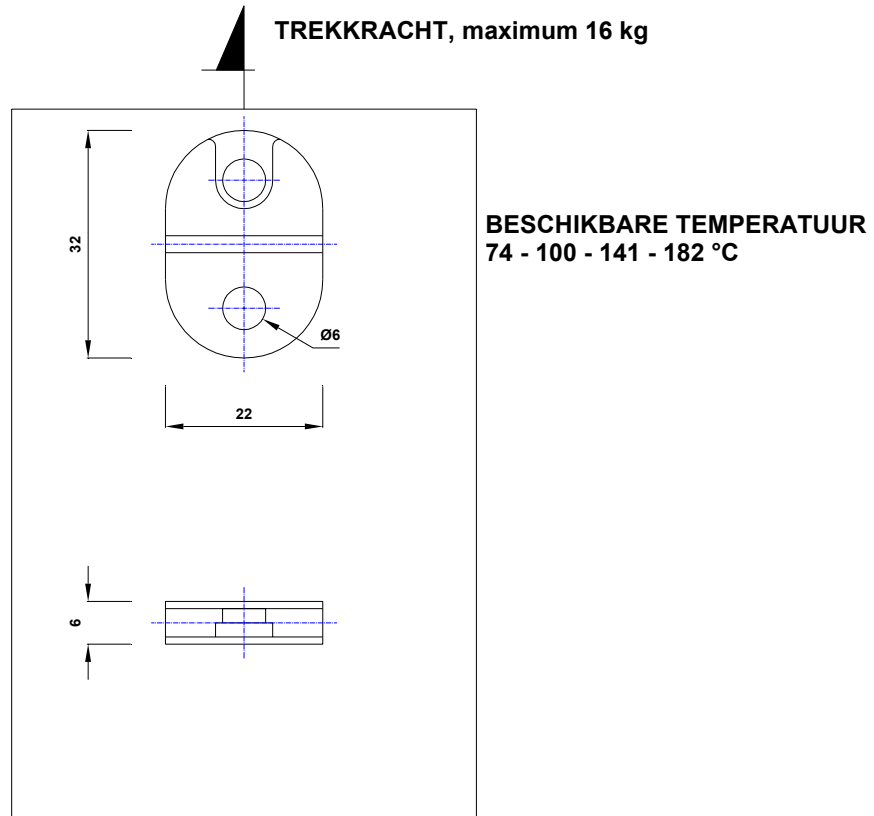 TREKKRACHT, maximum 16 kg
BESCHIKBARE TEMPERATUUR
74 - 100 - 141 - 182 °C
32
Ø6
22
6